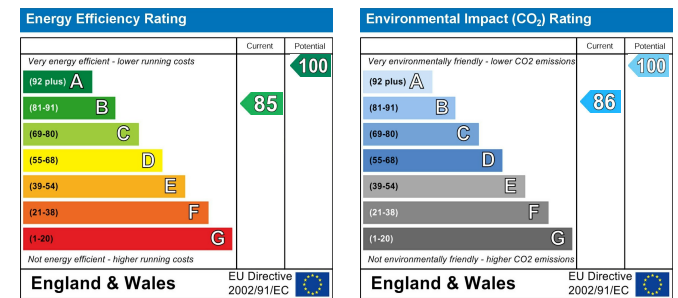 Energy Efficiency Rating
Current Potential
Very energy efficient - lower running costs
(92 plus) A
(81-91) B
(69-80) C
(55-68) D
(39-54) E
(21-38) F
(1-20) G
85
100
Not energy efficient - higher running costs
England & Wales
EU Directive
2002/91/EC
Environmental Impact (CO₂) Rating
Current Potential
Very environmentally friendly - lower CO2 emissions
(92 plus) A
(81-91) B
(69-80) C
(55-68) D
(39-54) E
(21-38) F
(1-20) G
86
100
Not environmentally friendly - higher CO2 emissions
England & Wales
EU Directive
2002/91/EC